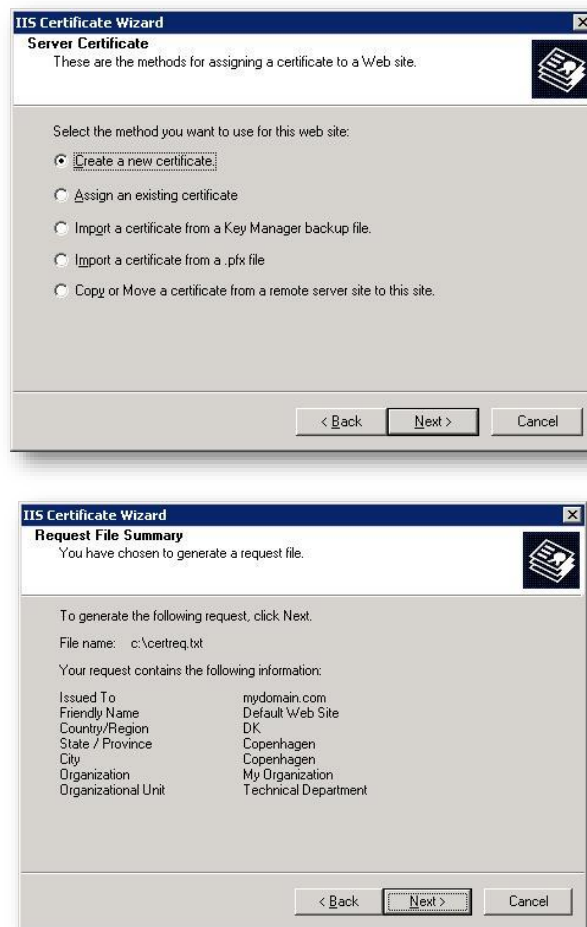 IIS Certificate Wizard
Server Certificate
These are the methods for assigning a certificate to a Web site.
Select the method you want to use for this web site:
Create a new certificate.
Assign an existing certificate
Import a certificate from a Key Manager backup file.
Import a certificate from a .pfx file
Copy or Move a certificate from a remote server site to this site.
< Back Next > Cancel
IIS Certificate Wizard
Request File Summary
You have chosen to generate a request file.
To generate the following request, click Next.
File name: c:\certreq.txt
Your request contains the following information:
Issued To mydomain.com
Friendly Name Default Web Site
Country/Region DK
State / Province Copenhagen
City Copenhagen
Organization My Organization
Organizational Unit Technical Department
< Back Next > Cancel